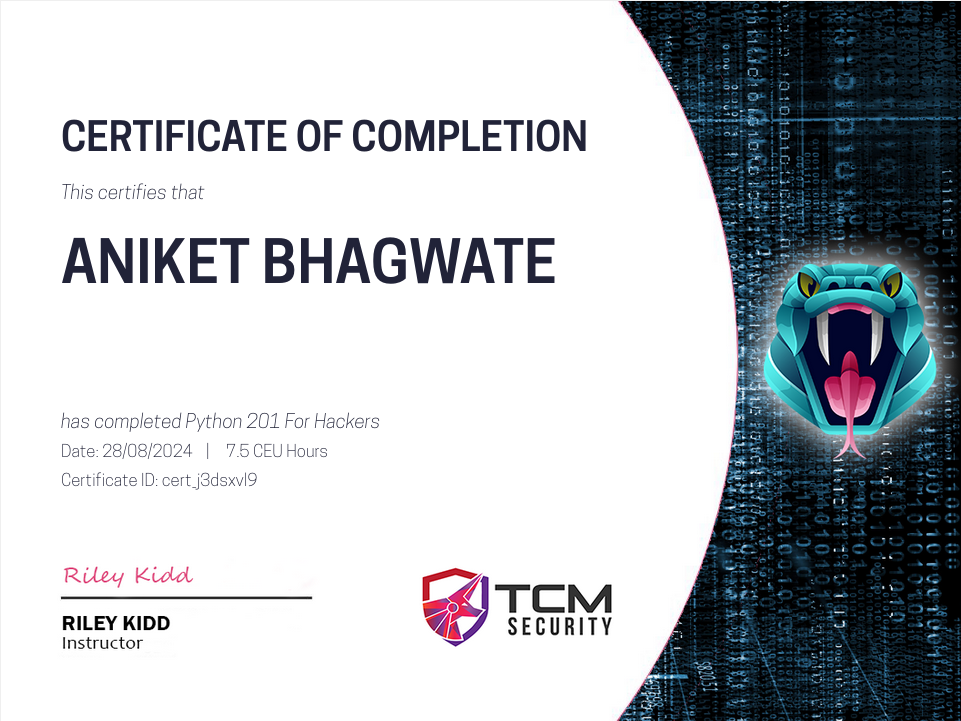 CERTIFICATE OF COMPLETION
This certifies that
ANIKET BHAGWATE
has completed Python 201 For Hackers
Date: 28/08/2024 | 7.5 CEU Hours
Certificate ID: cert_j3dsxvl9
Riley Kidd
RILEY KIDD
Instructor
TCM
SECURITY